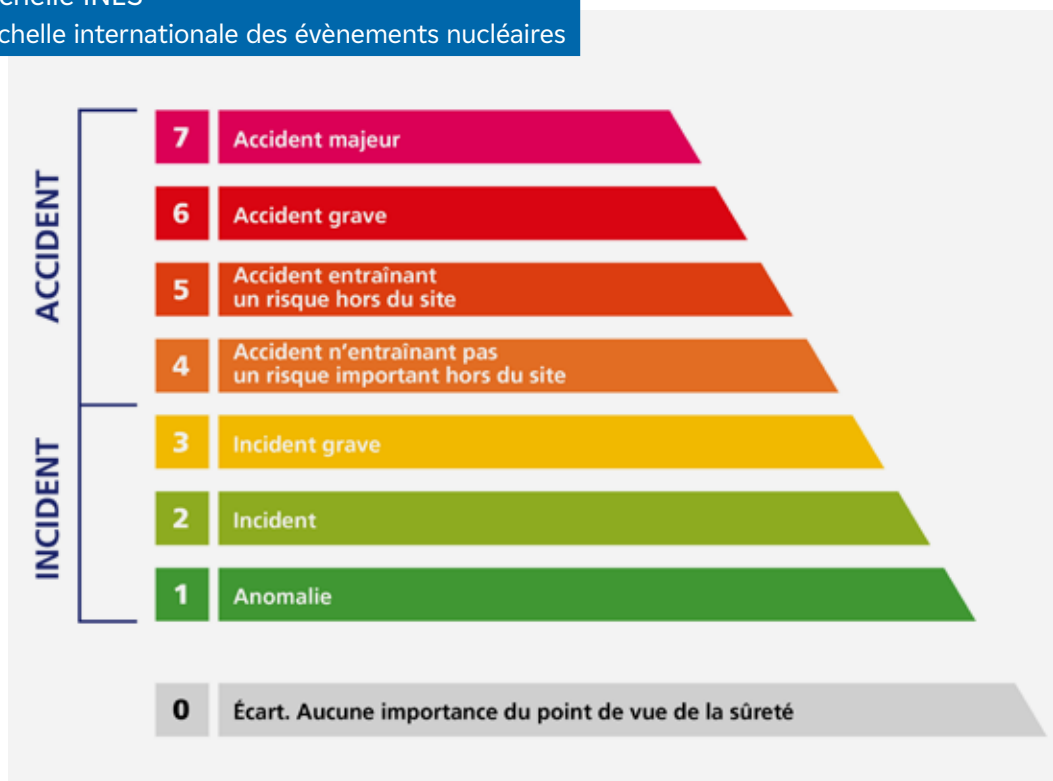 chelle INES
chelle internationale des évènements nucléaires
ACCIDENT
7 Accident majeur
6 Accident grave
5 Accident entraînant
un risque hors du site
4 Accident n'entraînant pas
un risque important hors du site
INCIDENT
3 Incident grave
2 Incident
1 Anomalie
0 Écart. Aucune importance du point de vue de la sûreté